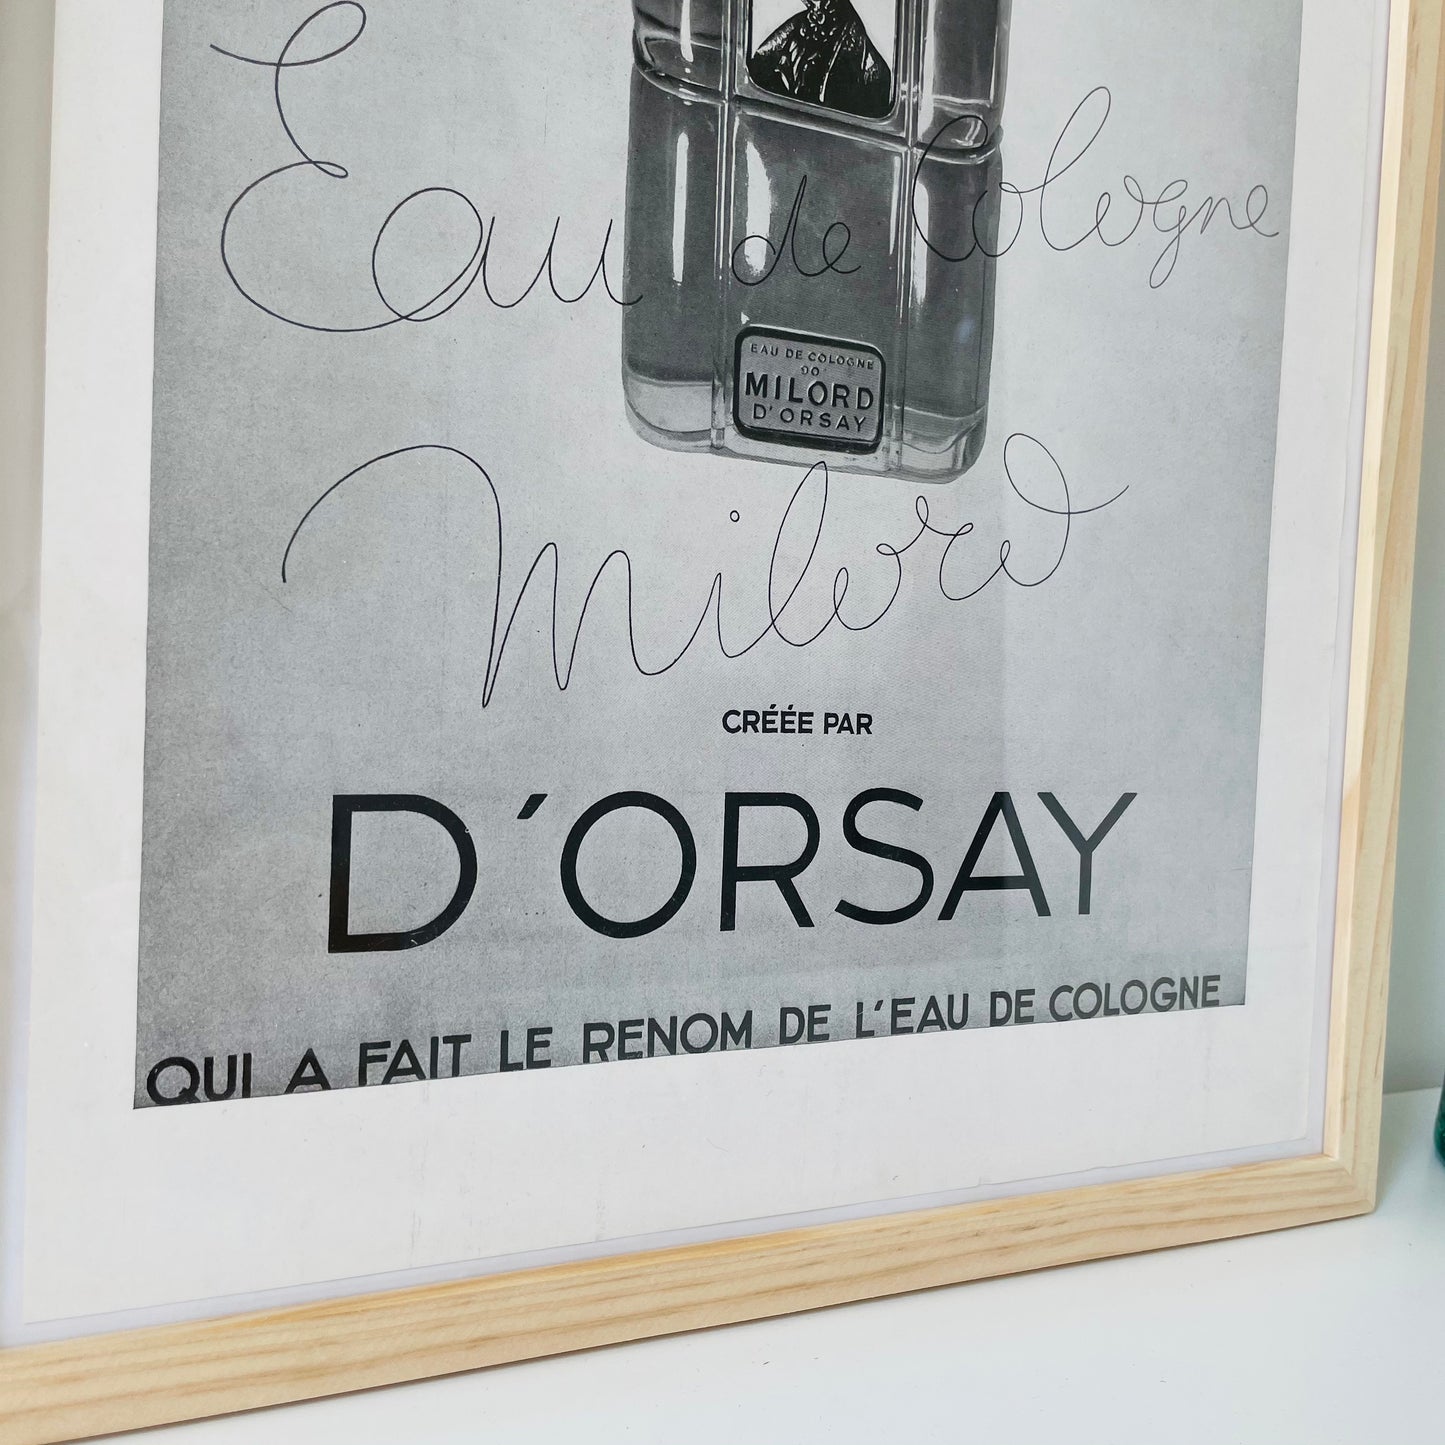 Eau de Cologne
EAU DE COLOGNE
DO
MILORD
D'ORSAY
Milord
CRÉÉE PAR
D'ORSAY
QUI A FAIT LE RENOM DE L'EAU DE COLOGNE